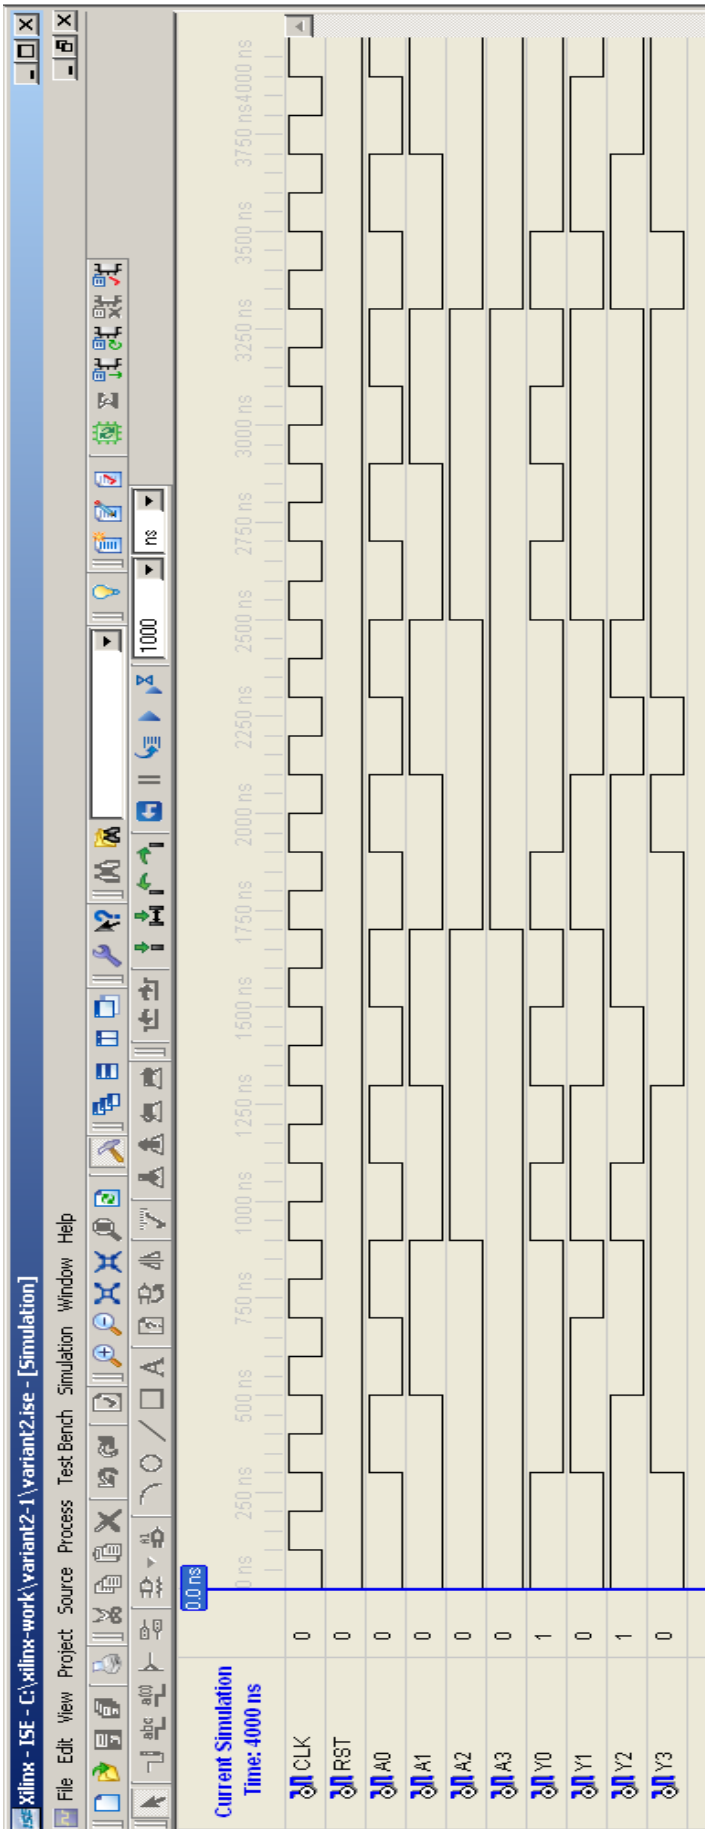 Xilinx - ISE - C:\xilinx-work\variant2-1\variant2.ise - [Simulation]
File Edit View Project Source Process Test Bench Simulation Window Help
1000 ns
0.0 ns
Current Simulation
Time: 4000 ns
0 ns 250 ns 500 ns 750 ns 1000 ns 1250 ns 1500 ns 1750 ns 2000 ns 2250 ns 2500 ns 2750 ns 3000 ns 3250 ns 3500 ns 3750 ns 4000 ns
CLK 0
RST 0
A0 0
A1 0
A2 0
A3 0
Y0 1
Y1 0
Y2 1
Y3 0